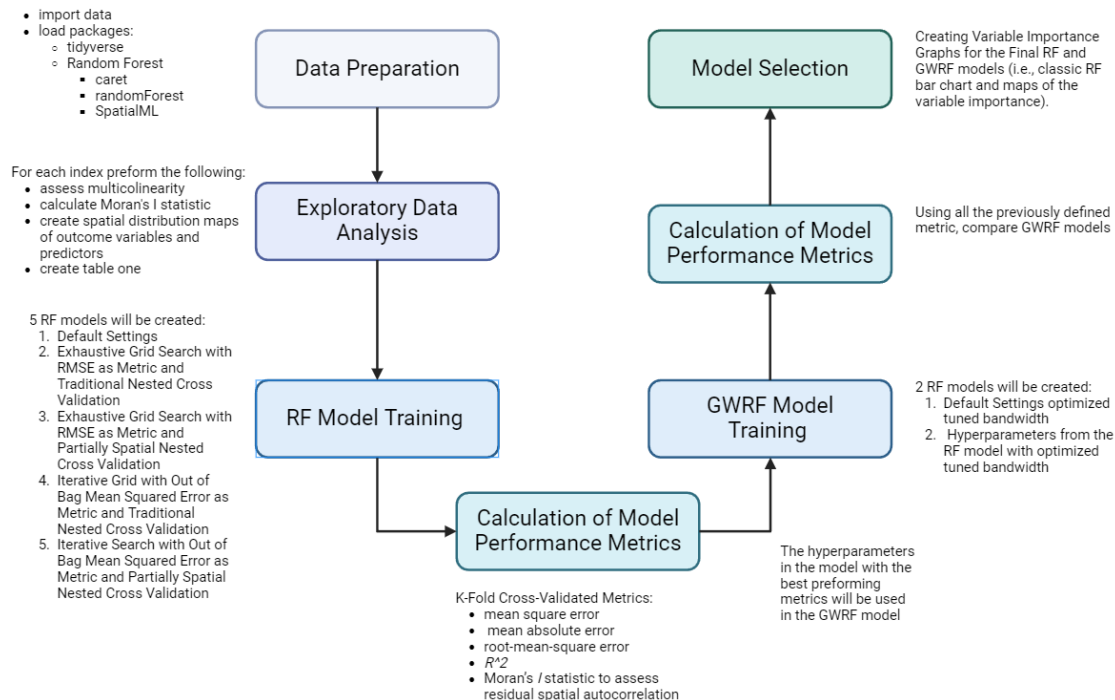 • import data
• load packages:
○ tidyverse
○ Random Forest
▪ caret
▪ randomForest
▪ SpatialML
Data Preparation
For each index preform the following:
• assess multicolinearity
• calculate Moran's I statistic
• create spatial distribution maps
of outcome variables and
predictors
• create table one
Exploratory Data
Analysis
5 RF models will be created:
1. Default Settings
2. Exhaustive Grid Search with
RMSE as Metric and
Traditional Nested Cross
Validation
3. Exhaustive Grid Search with
RMSE as Metric and
Partially Spatial Nested
Cross Validation
4. Iterative Grid with Out of
Bag Mean Squared Error as
Metric and Traditional
Nested Cross Validation
5. Iterative Search with Out of
Bag Mean Squared Error as
Metric and Partially Spatial
Nested Cross Validation
RF Model Training
Calculation of Model
Performance Metrics
K-Fold Cross-Validated Metrics:
• mean square error
• mean absolute error
• root-mean-square error
• R^2
• Moran's I statistic to assess
residual spatial autocorrelation
The hyperparameters
in the model with the
best preforming
metrics will be used
in the GWRF model
GWRF Model
Training
2 RF models will be created:
1. Default Settings optimized
tuned bandwidth
2. Hyperparameters from the
RF model with optimized
tuned bandwidth
Calculation of Model
Performance Metrics
Using all the previously defined
metric, compare GWRF models
Model Selection
Creating Variable Importance
Graphs for the Final RF and
GWRF models (i.e., classic RF
bar chart and maps of the
variable importance).